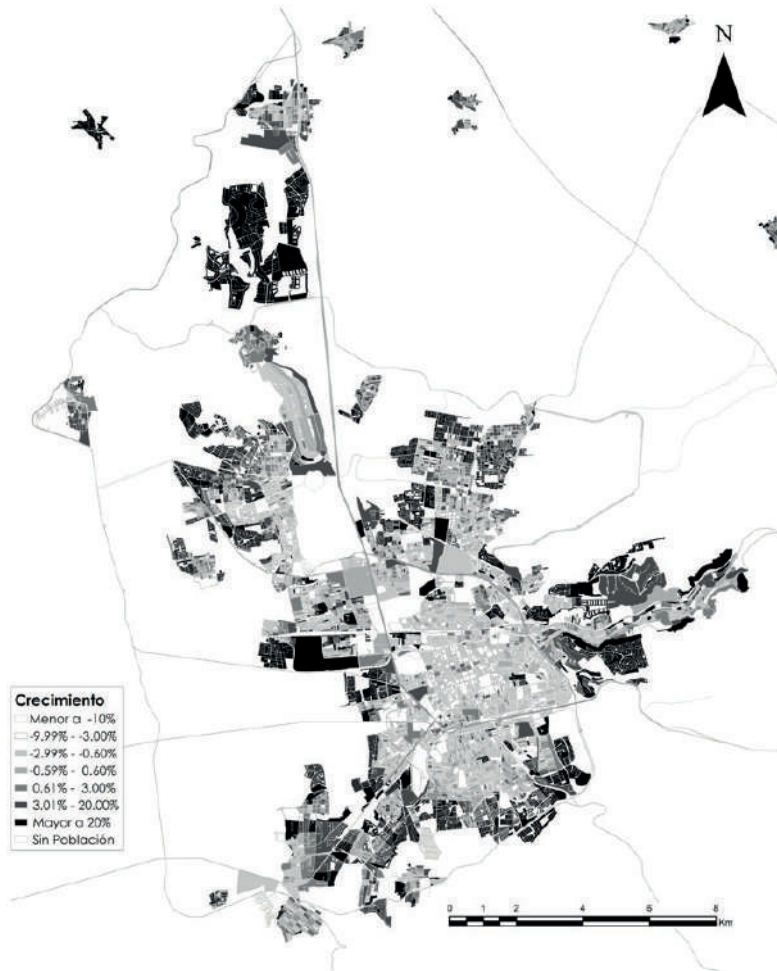 N
Crecimiento
Menor a -10%
-9.99% - -3.00%
-2.99% - -0.60%
-0.59% - 0.60%
0.61% - 3.00%
3.01% - 20.00%
Mayor a 20%
Sin Población
0 1 2 4 6 8
Km